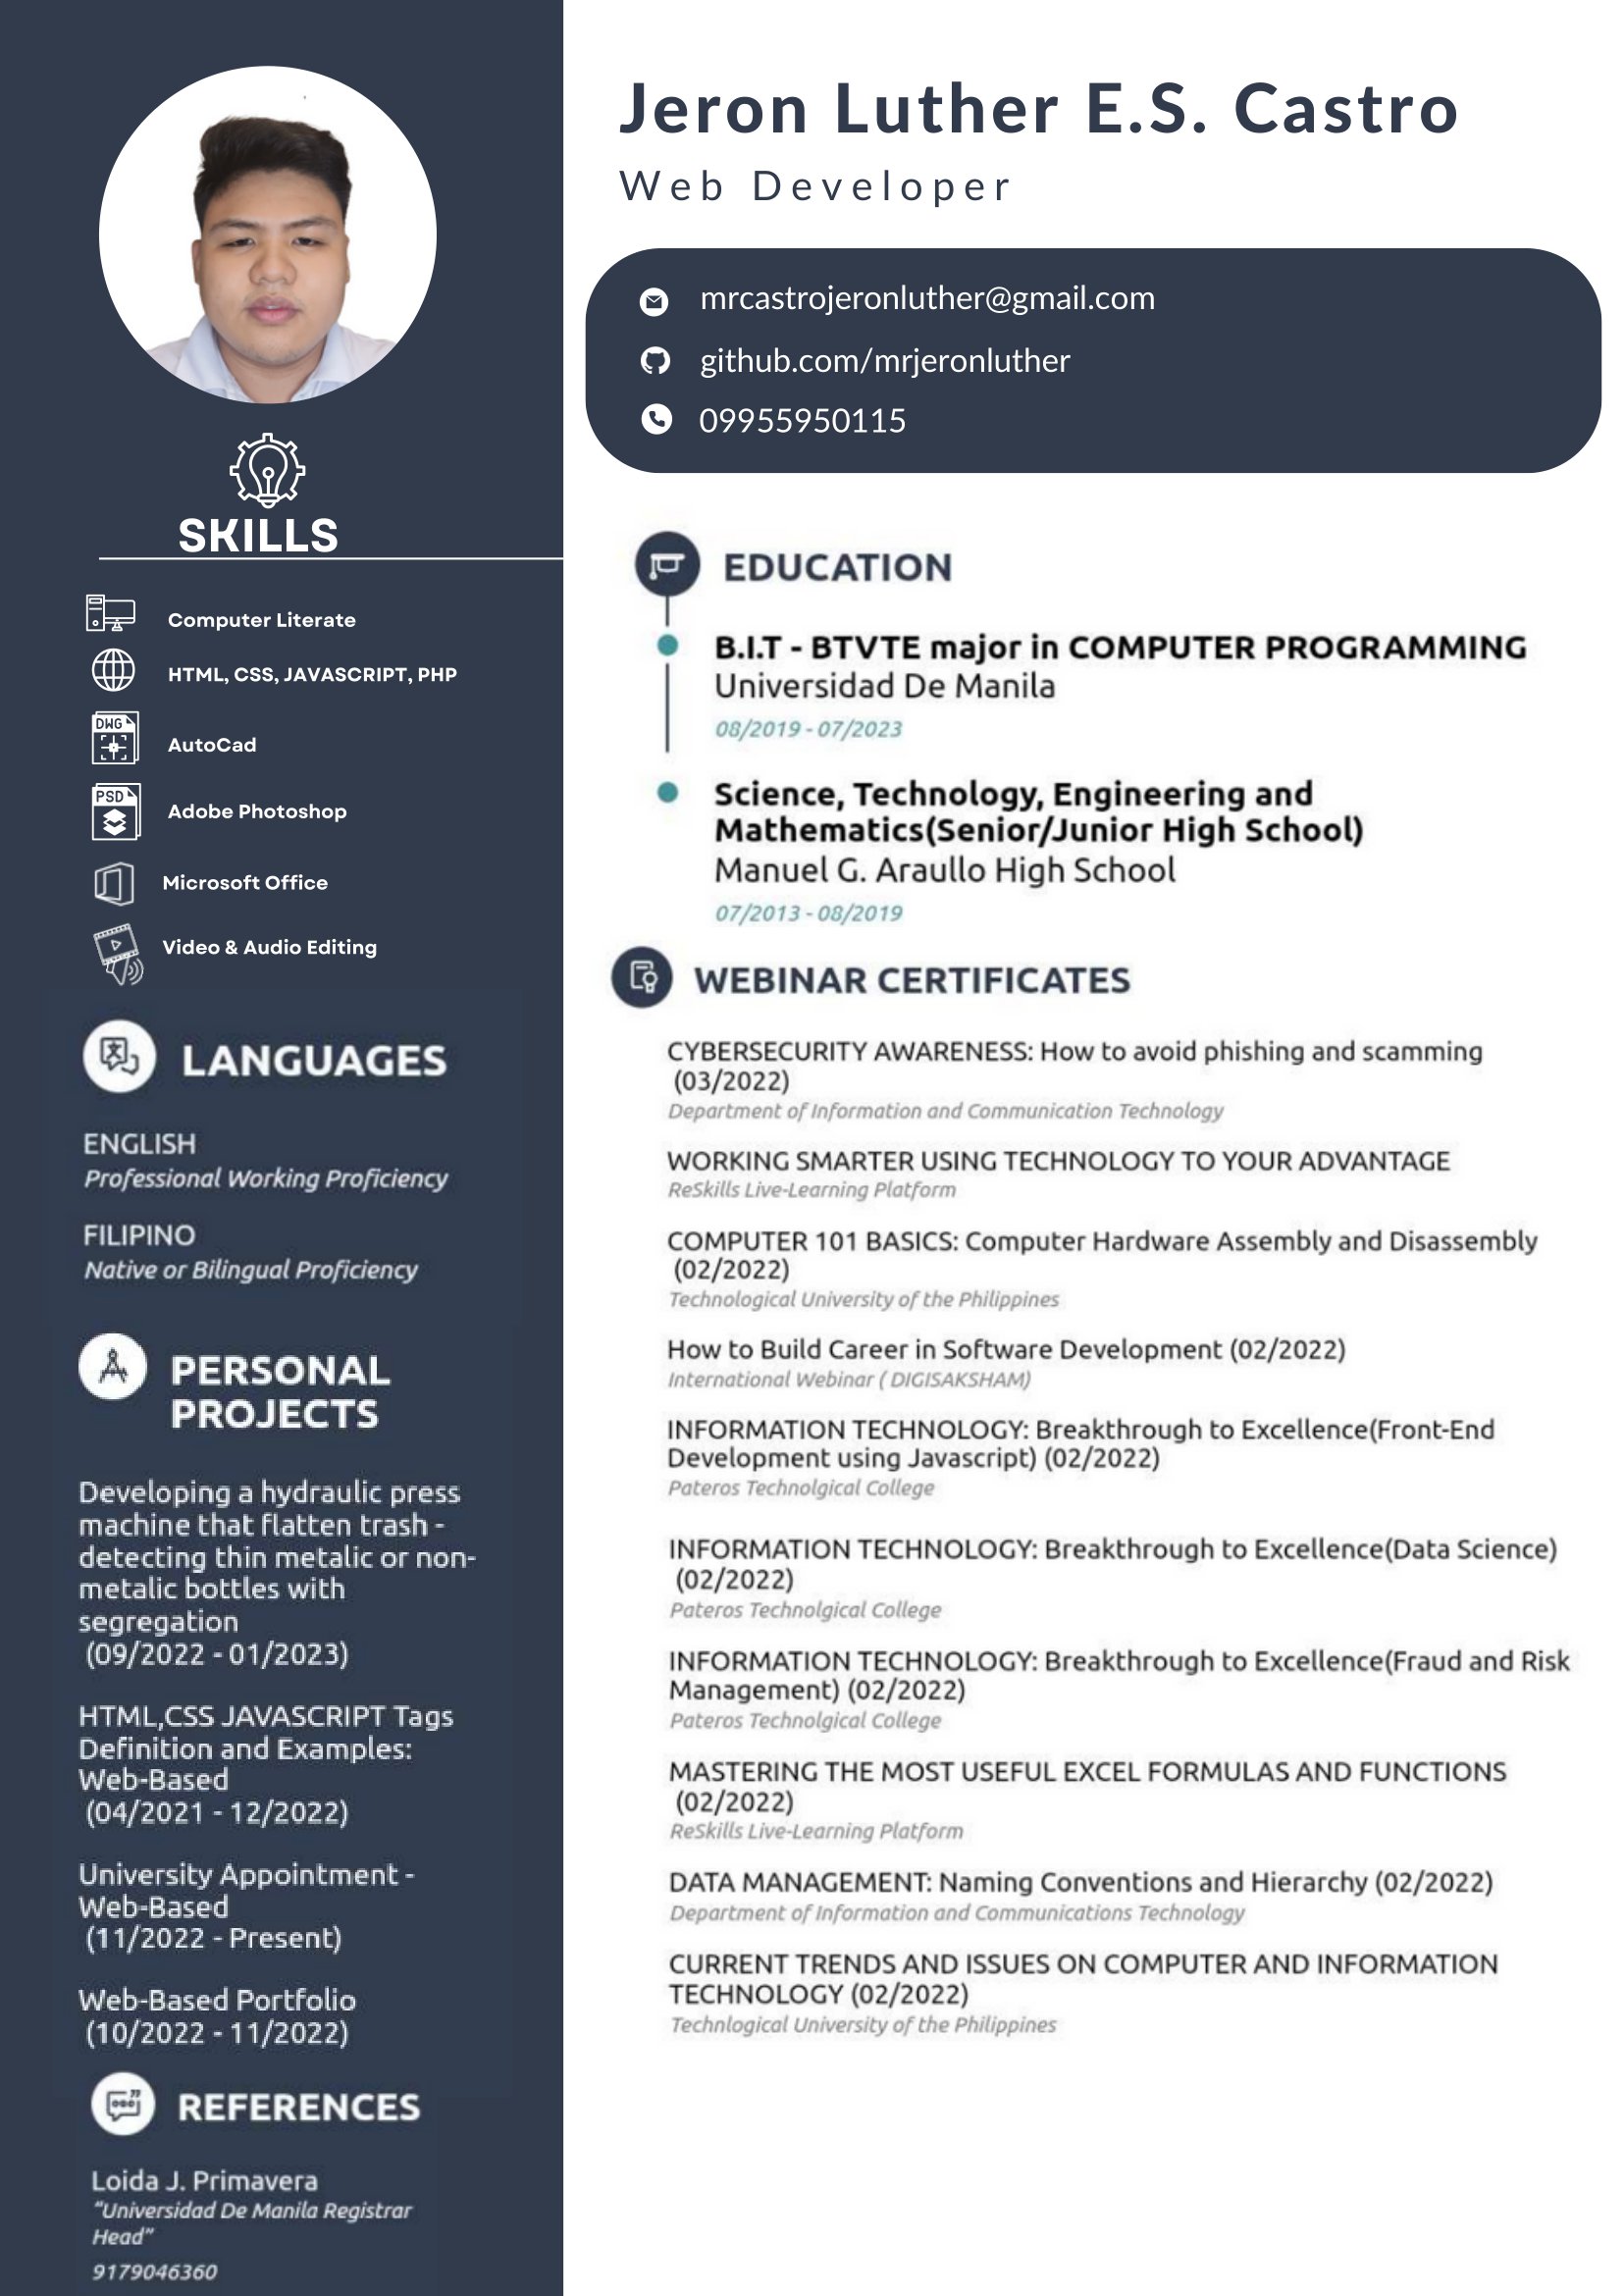 Jeron Luther E.S. Castro
Web Developer
mrcastrojeronluther@gmail.com
github.com/mrjeronluther
09955950115
SKILLS
Computer Literate
HTML, CSS, JAVASCRIPT, PHP
DWG
AutoCad
PSD
Adobe Photoshop
Microsoft Office
Video & Audio Editing
LANGUAGES
ENGLISH
Professional Working Proficiency
FILIPINO
Native or Bilingual Proficiency
PERSONAL
PROJECTS
Developing a hydraulic press
machine that flatten trash -
detecting thin metalic or non-
metalic bottles with
segregation
(09/2022 - 01/2023)
HTML,CSS JAVASCRIPT Tags
Definition and Examples:
Web-Based
(04/2021 - 12/2022)
University Appointment -
Web-Based
(11/2022 - Present)
Web-Based Portfolio
(10/2022 - 11/2022)
REFERENCES
Loida J. Primavera
"Universidad De Manila Registrar
Head"
9179046360
EDUCATION
B.I.T - BTVTE major in COMPUTER PROGRAMMING
Universidad De Manila
08/2019 - 07/2023
Science, Technology, Engineering and
Mathematics(Senior/Junior High School)
Manuel G. Araullo High School
07/2013 - 08/2019
WEBINAR CERTIFICATES
CYBERSECURITY AWARENESS: How to avoid phishing and scamming
(03/2022)
Department of Information and Communication Technology
WORKING SMARTER USING TECHNOLOGY TO YOUR ADVANTAGE
ReSkills Live-Learning Platform
COMPUTER 101 BASICS: Computer Hardware Assembly and Disassembly
(02/2022)
Technological University of the Philippines
How to Build Career in Software Development (02/2022)
International Webinar ( DIGISAKSHAM)
INFORMATION TECHNOLOGY: Breakthrough to Excellence(Front-End
Development using Javascript) (02/2022)
Pateros Technolgical College
INFORMATION TECHNOLOGY: Breakthrough to Excellence(Data Science)
(02/2022)
Pateros Technolgical College
INFORMATION TECHNOLOGY: Breakthrough to Excellence(Fraud and Risk
Management) (02/2022)
Pateros Technolgical College
MASTERING THE MOST USEFUL EXCEL FORMULAS AND FUNCTIONS
(02/2022)
ReSkills Live-Learning Platform
DATA MANAGEMENT: Naming Conventions and Hierarchy (02/2022)
Department of Information and Communications Technology
CURRENT TRENDS AND ISSUES ON COMPUTER AND INFORMATION
TECHNOLOGY (02/2022)
Technlogical University of the Philippines